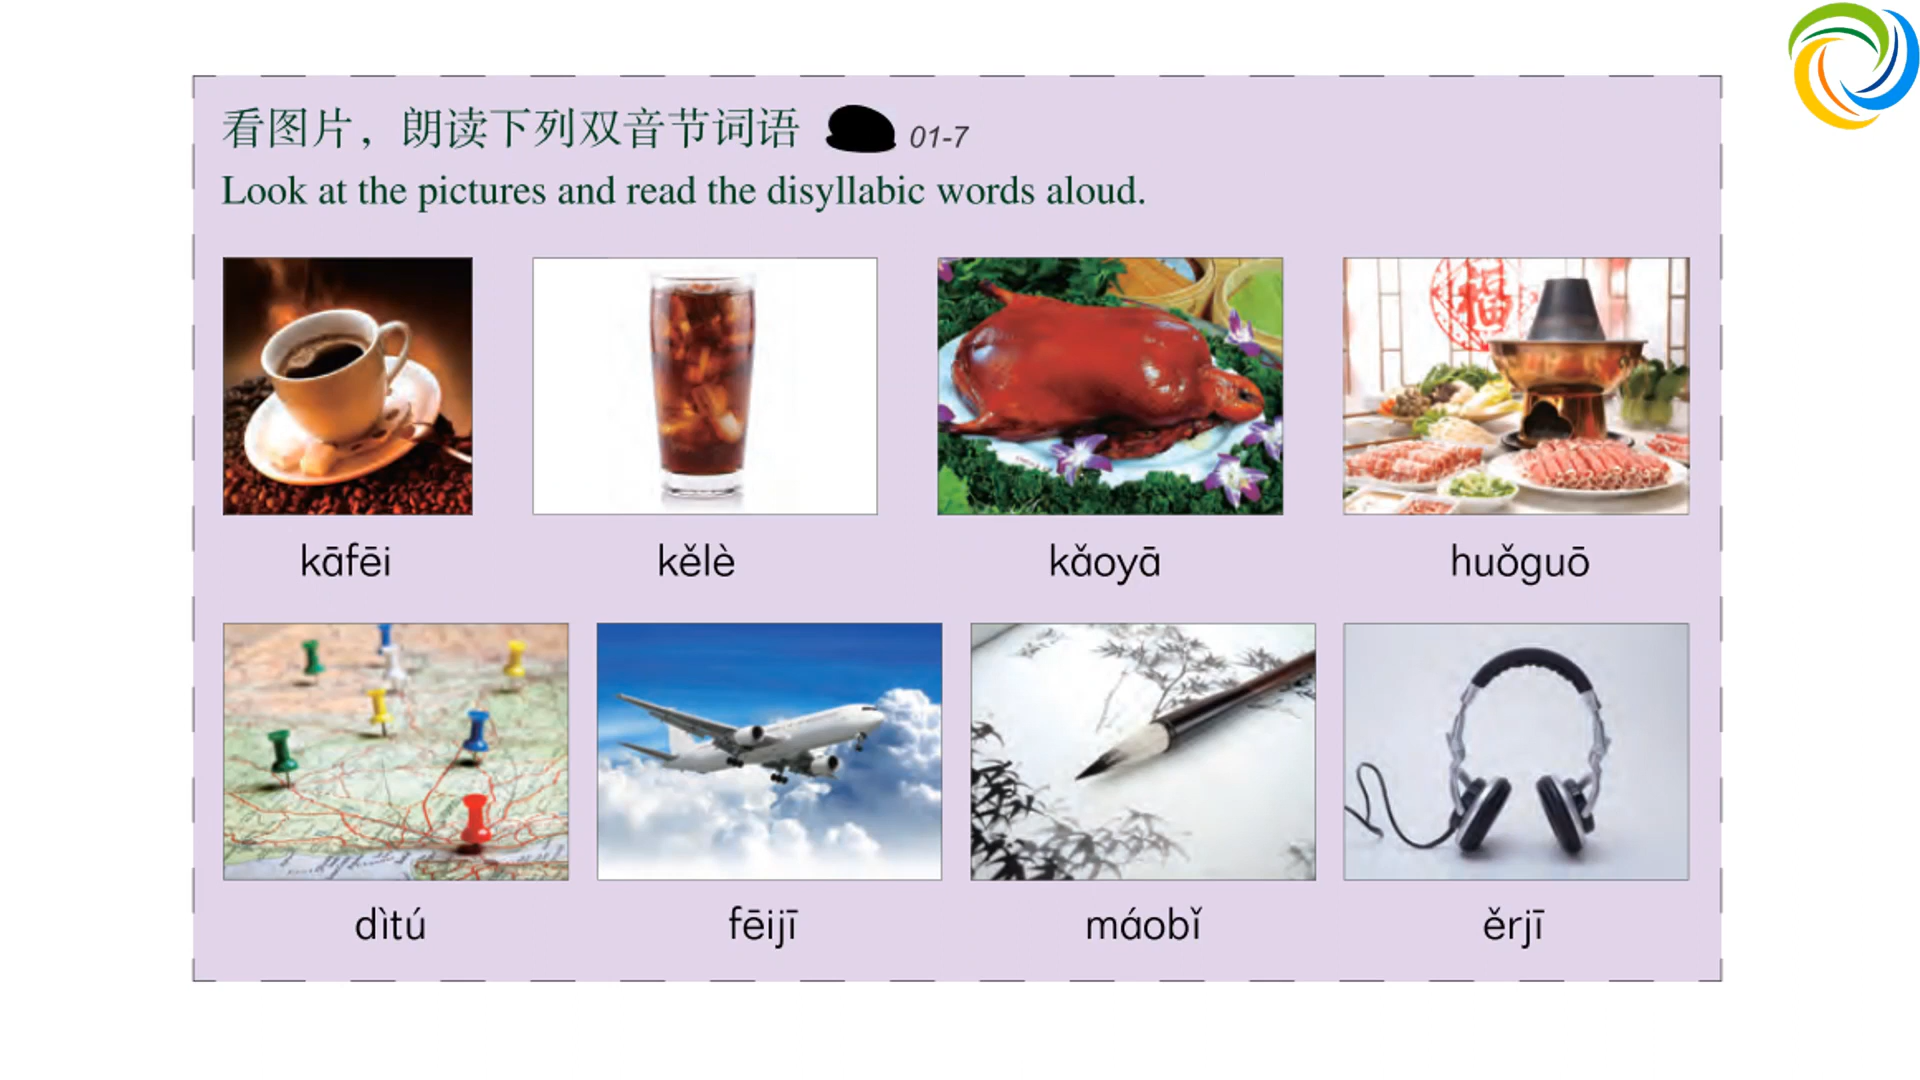 看图片，朗读下列双音节词语 01-7
Look at the pictures and read the disyllabic words aloud.
福
kāfēi kělè kǎoyā huǒguō
dìtú fēijī máobǐ ěrjī